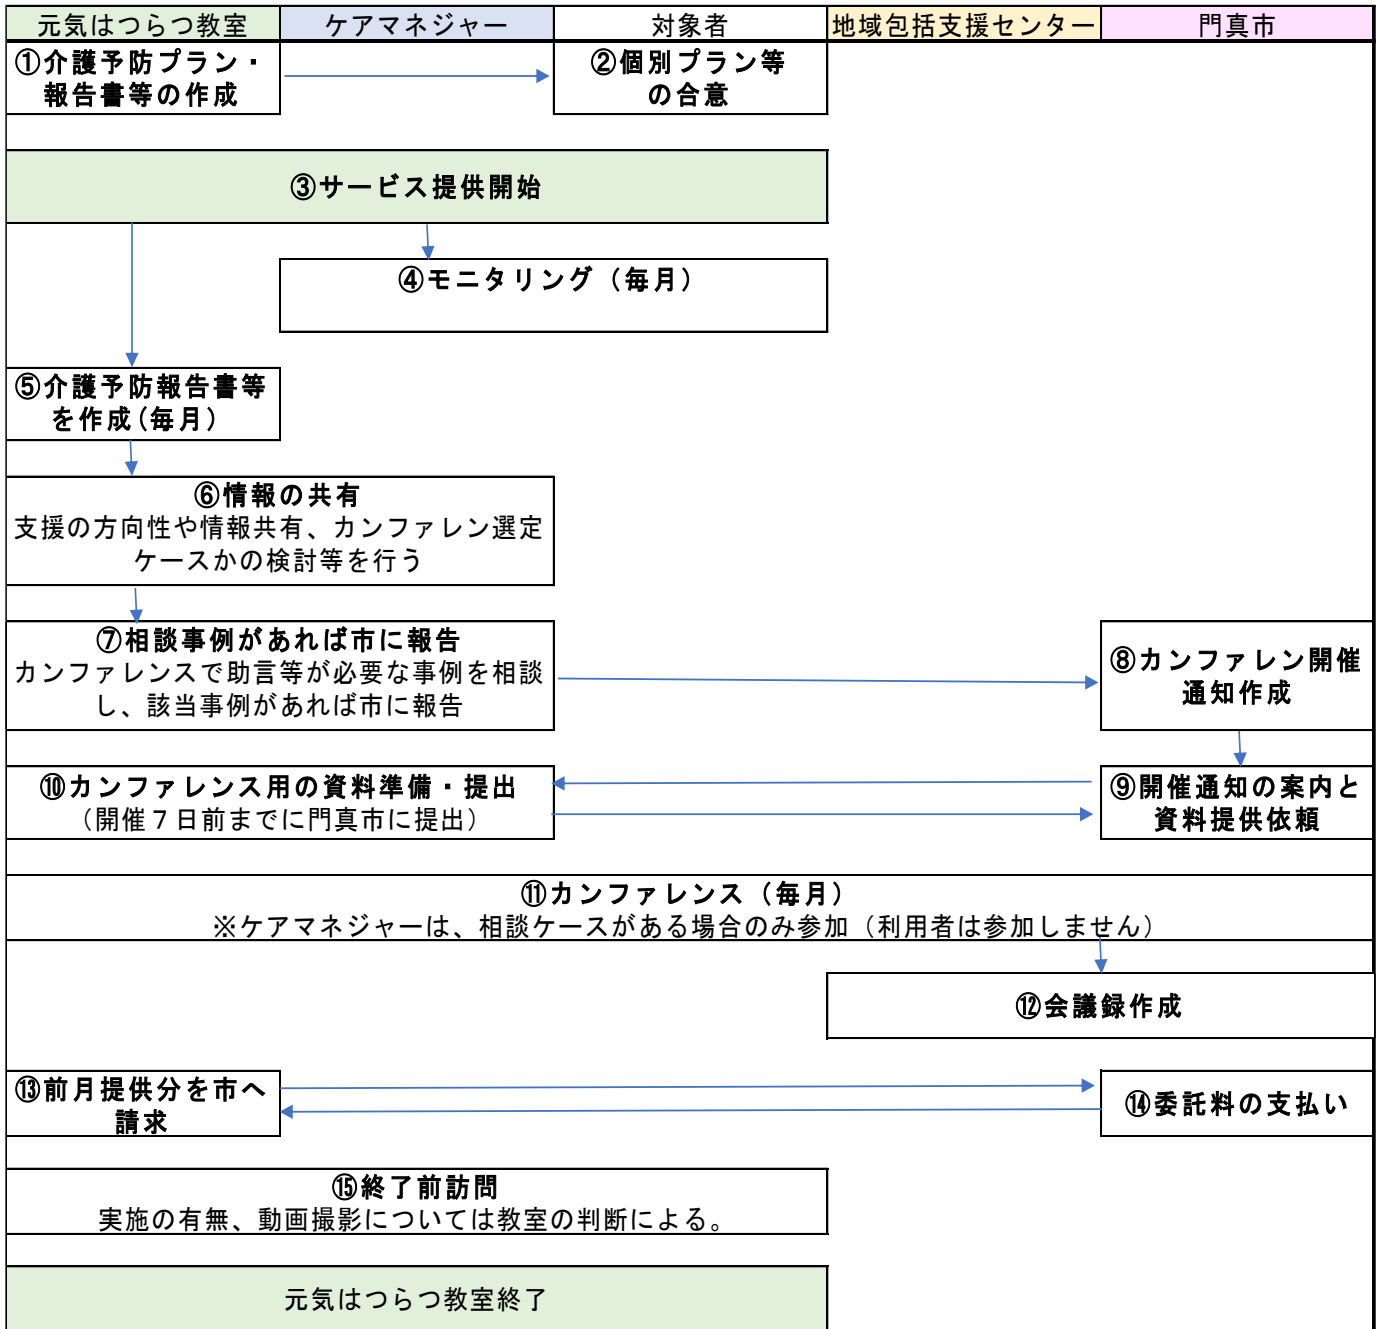 元気はつらつ教室 ケアマネジャー 対象者 地域包括支援センター 門真市
①介護予防プラン・
報告書等の作成
②個別プラン等
の合意
③サービス提供開始
④モニタリング（毎月）
⑤介護予防報告書等
を作成(毎月)
⑥情報の共有
支援の方向性や情報共有、カンファレン選定
ケースかの検討等を行う
⑦相談事例があれば市に報告
カンファレンスで助言等が必要な事例を相談
し、該当事例があれば市に報告
⑧カンファレン開催
通知作成
⑩カンファレンス用の資料準備・提出
（開催７日前までに門真市に提出）
⑨開催通知の案内と
資料提供依頼
⑪カンファレンス（毎月）
※ケアマネジャーは、相談ケースがある場合のみ参加（利用者は参加しません）
⑫会議録作成
⑬前月提供分を市へ
請求
⑭委託料の支払い
⑮終了前訪問
実施の有無、動画撮影については教室の判断による。
元気はつらつ教室終了